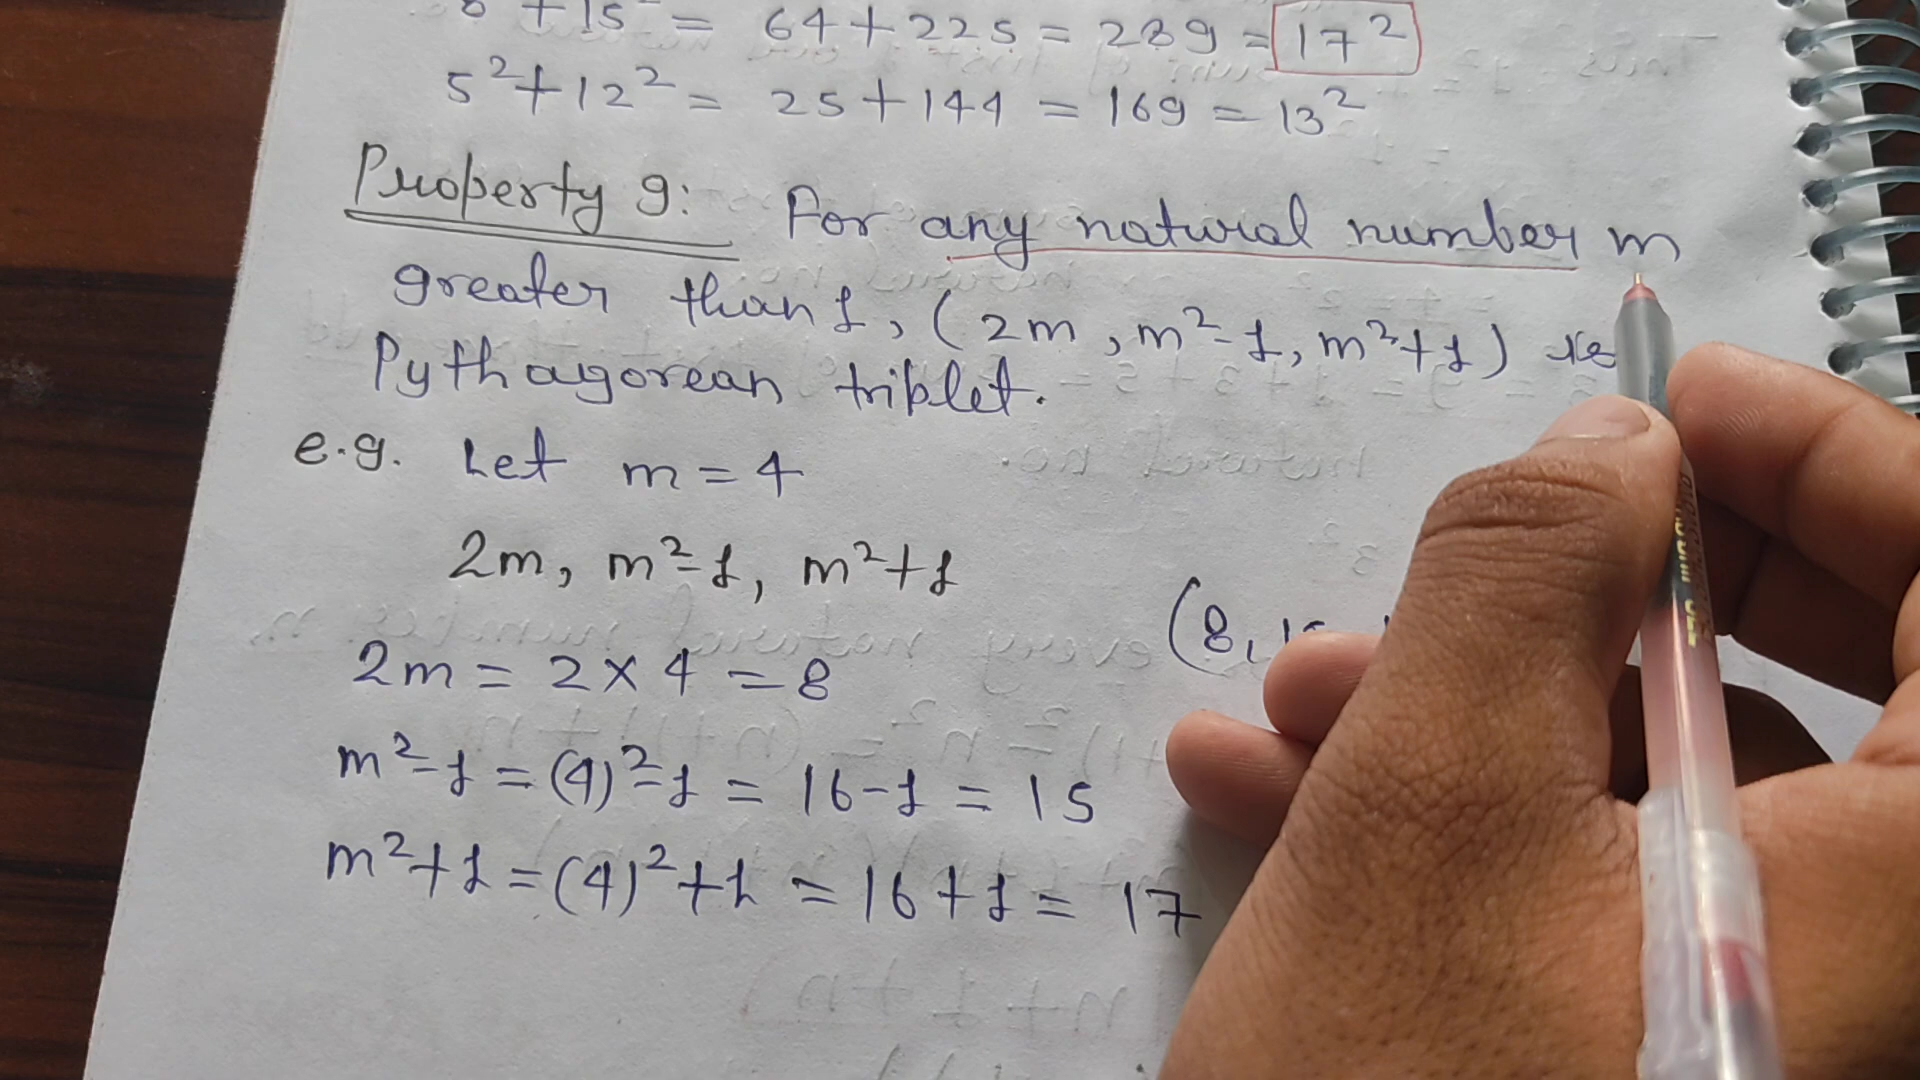 8 + 15² = 64 + 225 = 289 = 17²
5² + 12² = 25 + 144 = 169 = 13²
Property 9: For any natural number m
greater than 1, (2m, m²-1, m²+1) is
Pythagorean triplet.
e.g. Let m = 4
2m, m²-1, m²+1
(8, 15
2m = 2 × 4 = 8
m²-1 = (4)²-1 = 16-1 = 15
m²+1 = (4)²+1 = 16+1 = 17